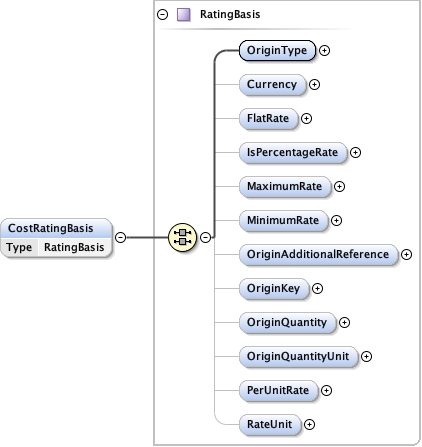 RatingBasis
OriginType
Currency
FlatRate
IsPercentageRate
MaximumRate
MinimumRate
CostRatingBasis
Type RatingBasis
OriginAdditionalReference
OriginKey
OriginQuantity
OriginQuantityUnit
PerUnitRate
RateUnit